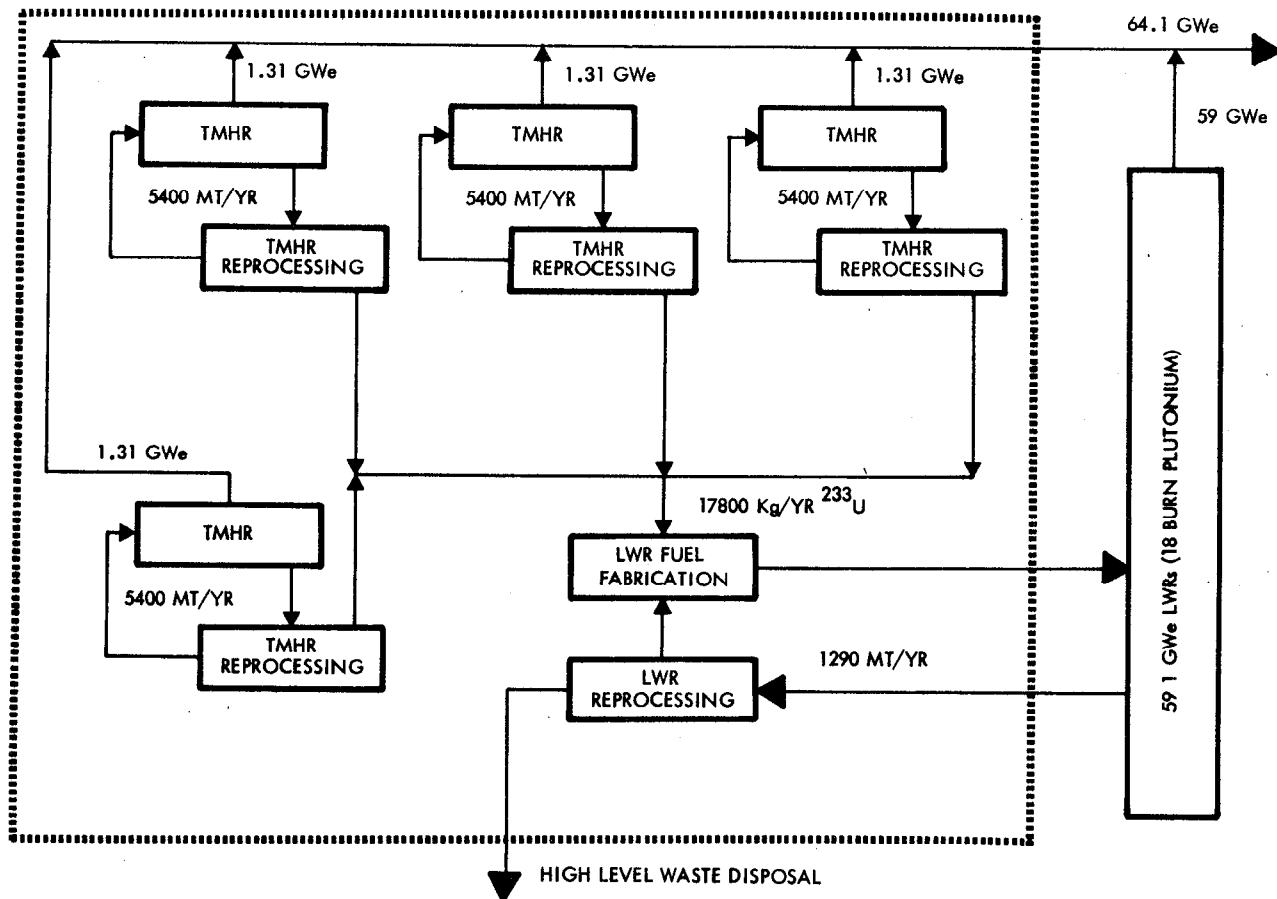 64.1 GWe
1.31 GWe
1.31 GWe
1.31 GWe
59 GWe
TMHR
TMHR
TMHR
5400 MT/YR
5400 MT/YR
5400 MT/YR
TMHR
REPROCESSING
TMHR
REPROCESSING
TMHR
REPROCESSING
1.31 GWe
17800 Kg/YR ²³³U
TMHR
LWR FUEL
FABRICATION
5400 MT/YR
TMHR
REPROCESSING
1290 MT/YR
LWR
REPROCESSING
59 1 GWe LWRs (18 BURN PLUTONIUM)
HIGH LEVEL WASTE DISPOSAL